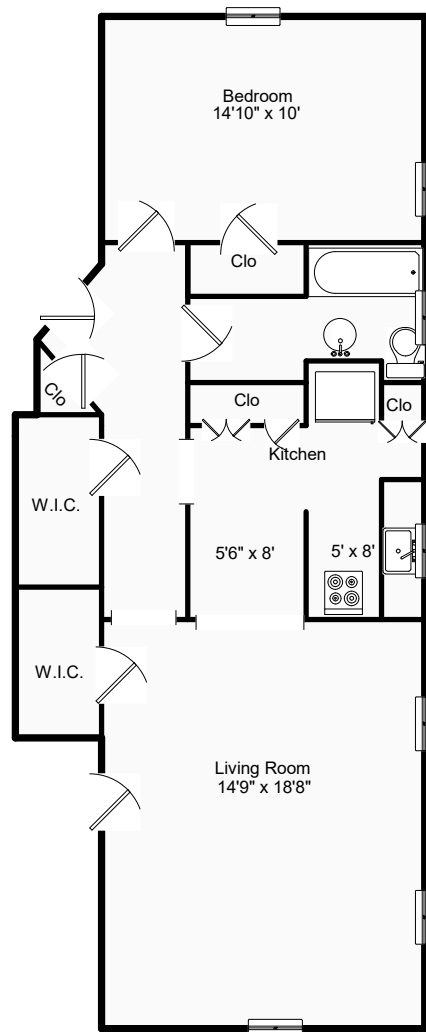 Bedroom
14'10" x 10'
Clo
Clo
Clo
Clo
Kitchen
W.I.C.
5'6" x 8'
5' x 8'
W.I.C.
Living Room
14'9" x 18'8"